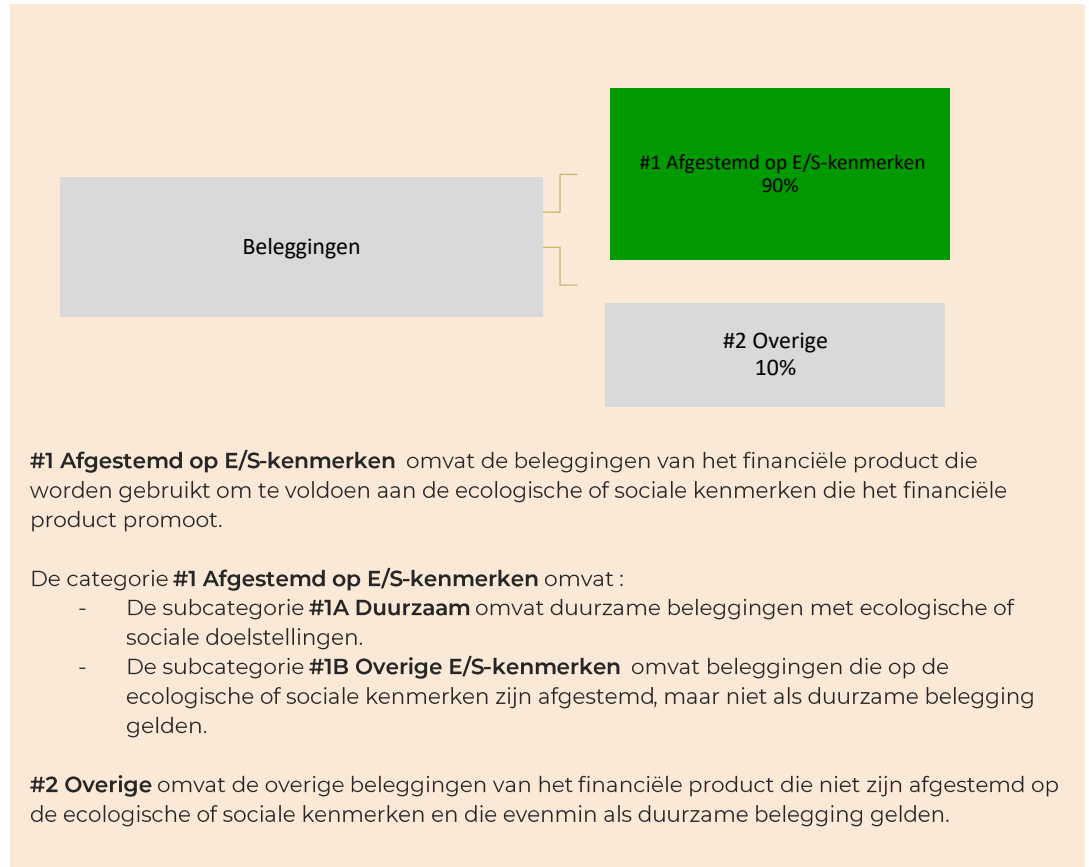 #1 Afgestemd op E/S-kenmerken
90%
Beleggingen
#2 Overige
10%
#1 Afgestemd op E/S-kenmerken omvat de beleggingen van het financiële product die
worden gebruikt om te voldoen aan de ecologische of sociale kenmerken die het financiële
product promoot.
De categorie #1 Afgestemd op E/S-kenmerken omvat :
- De subcategorie #1A Duurzaam omvat duurzame beleggingen met ecologische of
sociale doelstellingen.
- De subcategorie #1B Overige E/S-kenmerken omvat beleggingen die op de
ecologische of sociale kenmerken zijn afgestemd, maar niet als duurzame belegging
gelden.
#2 Overige omvat de overige beleggingen van het financiële product die niet zijn afgestemd op
de ecologische of sociale kenmerken en die evenmin als duurzame belegging gelden.